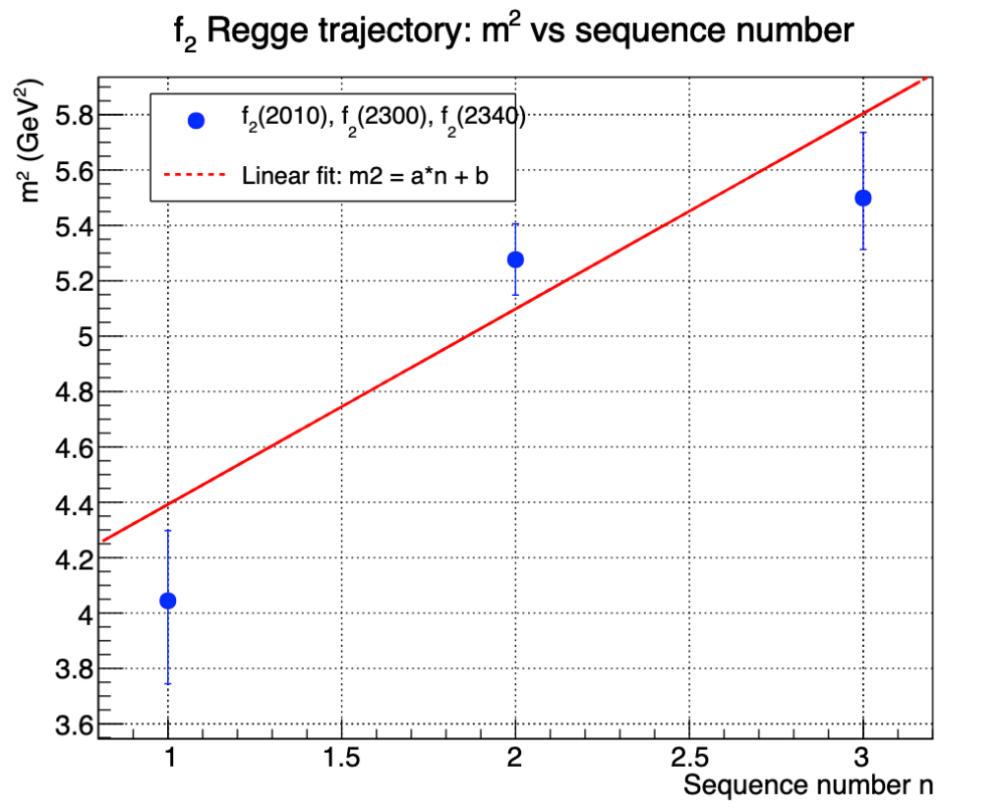 f₂ Regge trajectory: m² vs sequence number
m² (GeV²)
f₂(2010), f₂(2300), f₂(2340)
Linear fit: m2 = a*n + b
5.8
5.6
5.4
5.2
5
4.8
4.6
4.4
4.2
4
3.8
3.6
1 1.5 2 2.5 3
Sequence number n